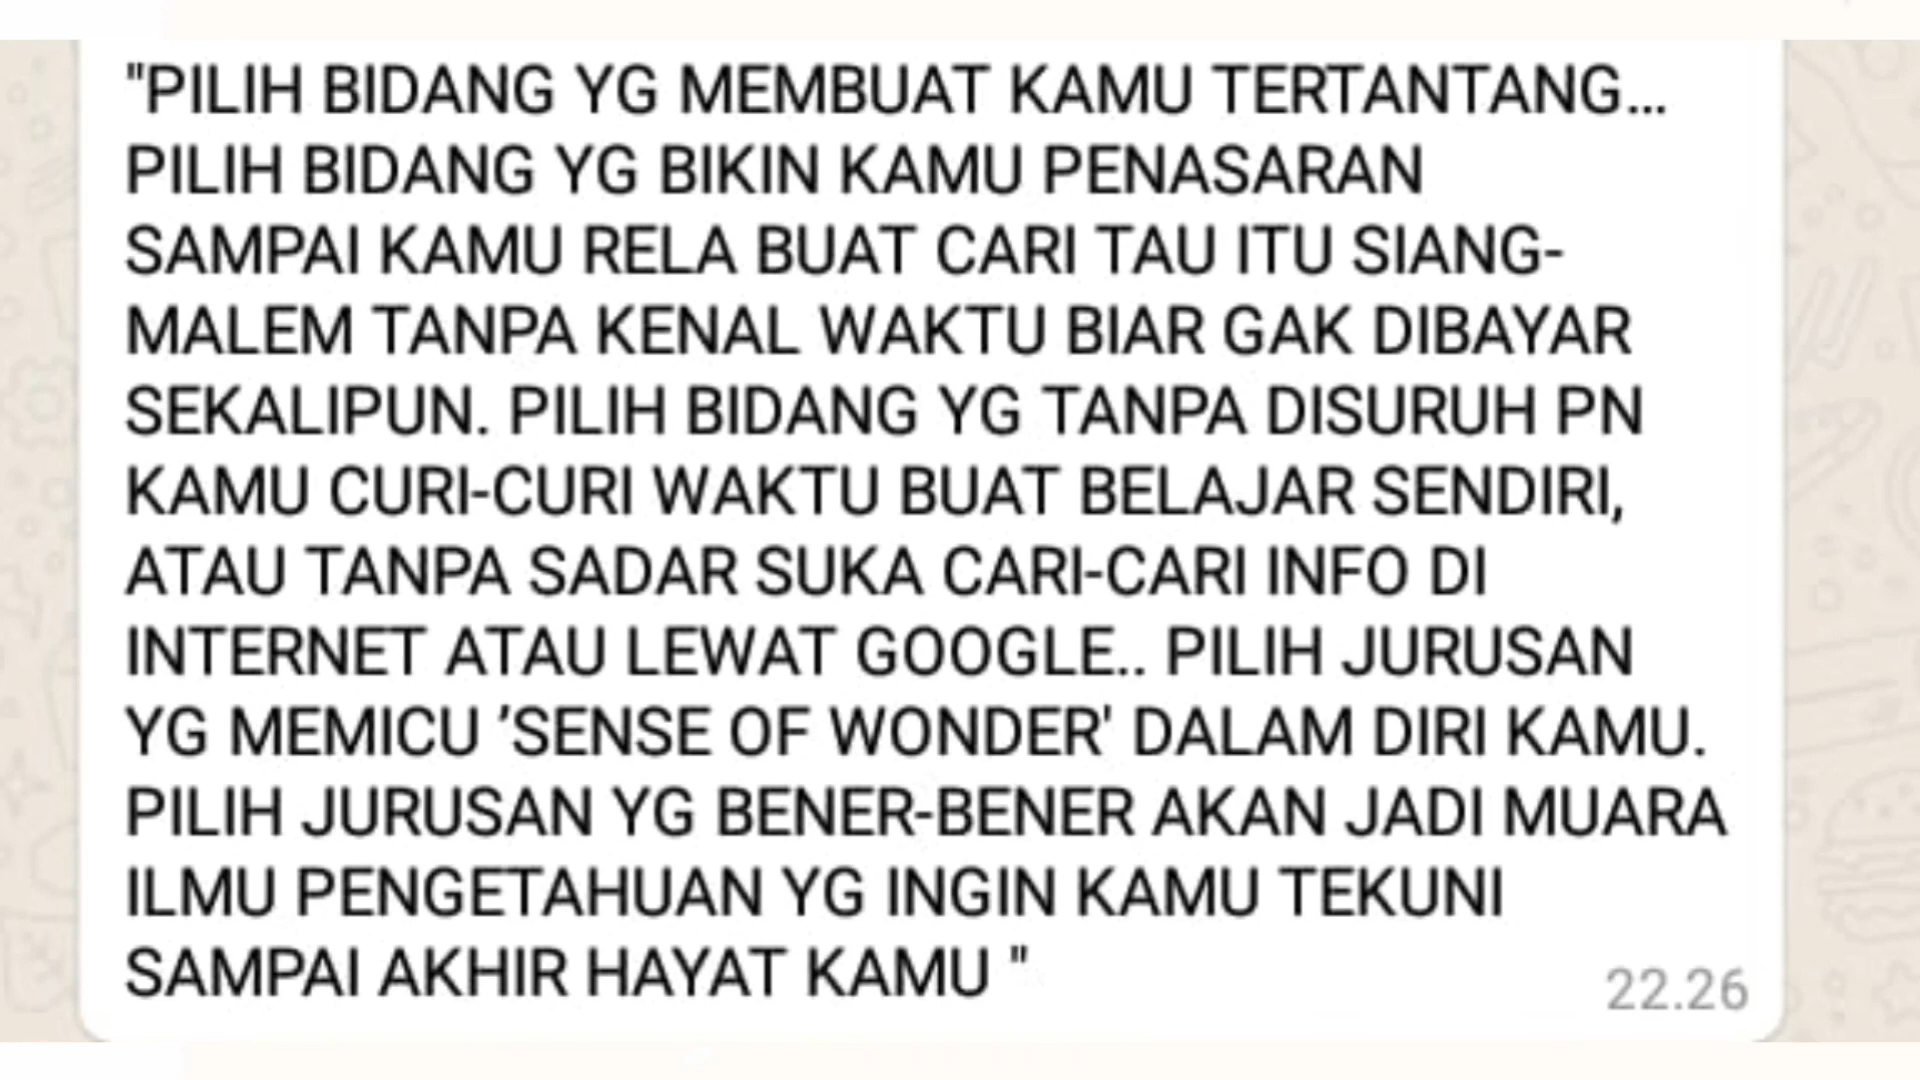 "PILIH BIDANG YG MEMBUAT KAMU TERTANTANG...
PILIH BIDANG YG BIKIN KAMU PENASARAN
SAMPAI KAMU RELA BUAT CARI TAU ITU SIANG-
MALEM TANPA KENAL WAKTU BIAR GAK DIBAYAR
SEKALIPUN. PILIH BIDANG YG TANPA DISURUH PN
KAMU CURI-CURI WAKTU BUAT BELAJAR SENDIRI,
ATAU TANPA SADAR SUKA CARI-CARI INFO DI
INTERNET ATAU LEWAT GOOGLE.. PILIH JURUSAN
YG MEMICU 'SENSE OF WONDER' DALAM DIRI KAMU.
PILIH JURUSAN YG BENER-BENER AKAN JADI MUARA
ILMU PENGETAHUAN YG INGIN KAMU TEKUNI
SAMPAI AKHIR HAYAT KAMU "
22.26